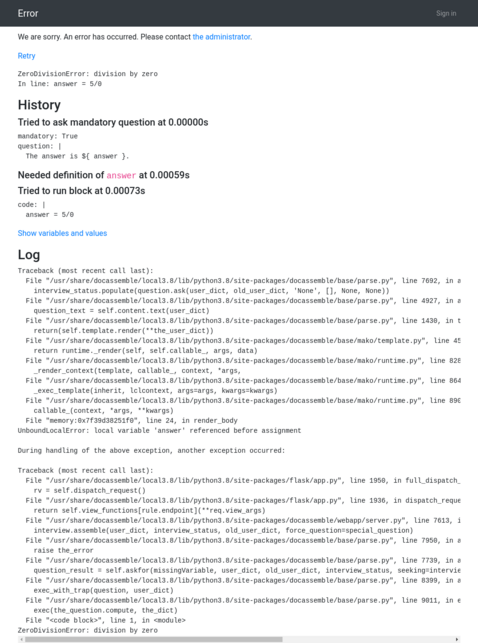 Error
Sign in
We are sorry. An error has occurred. Please contact the administrator.
Retry
ZeroDivisionError: division by zero
In line: answer = 5/0
History
Tried to ask mandatory question at 0.00000s
mandatory: True
question: |
  The answer is ${ answer }.
Needed definition of answer at 0.00059s
Tried to run block at 0.00073s
code: |
  answer = 5/0
Show variables and values
Log
Traceback (most recent call last):
  File "/usr/share/docassemble/local3.8/lib/python3.8/site-packages/docassemble/base/parse.py", line 7692, in a
    interview_status.populate(question.ask(user_dict, old_user_dict, 'None', [], None, None))
  File "/usr/share/docassemble/local3.8/lib/python3.8/site-packages/docassemble/base/parse.py", line 4927, in a
    question_text = self.content.text(user_dict)
  File "/usr/share/docassemble/local3.8/lib/python3.8/site-packages/docassemble/base/parse.py", line 1430, in t
    return(self.template.render(**the_user_dict))
  File "/usr/share/docassemble/local3.8/lib/python3.8/site-packages/docassemble/base/mako/template.py", line 45
    return runtime._render(self, self.callable_, args, data)
  File "/usr/share/docassemble/local3.8/lib/python3.8/site-packages/docassemble/base/mako/runtime.py", line 828
    _render_context(template, callable_, context, *args,
  File "/usr/share/docassemble/local3.8/lib/python3.8/site-packages/docassemble/base/mako/runtime.py", line 864
    _exec_template(inherit, lclcontext, args=args, kwargs=kwargs)
  File "/usr/share/docassemble/local3.8/lib/python3.8/site-packages/docassemble/base/mako/runtime.py", line 890
    callable_(context, *args, **kwargs)
  File "memory:0x7f39d38251f0", line 24, in render_body
UnboundLocalError: local variable 'answer' referenced before assignment
During handling of the above exception, another exception occurred:
Traceback (most recent call last):
  File "/usr/share/docassemble/local3.8/lib/python3.8/site-packages/flask/app.py", line 1950, in full_dispatch_
    rv = self.dispatch_request()
  File "/usr/share/docassemble/local3.8/lib/python3.8/site-packages/flask/app.py", line 1936, in dispatch_reque
    return self.view_functions[rule.endpoint](**req.view_args)
  File "/usr/share/docassemble/local3.8/lib/python3.8/site-packages/docassemble/webapp/server.py", line 7613, i
    interview.assemble(user_dict, interview_status, old_user_dict, force_question=special_question)
  File "/usr/share/docassemble/local3.8/lib/python3.8/site-packages/docassemble/base/parse.py", line 7950, in a
    raise the_error
  File "/usr/share/docassemble/local3.8/lib/python3.8/site-packages/docassemble/base/parse.py", line 7739, in a
    question_result = self.askfor(missingVariable, user_dict, old_user_dict, interview_status, seeking=intervie
  File "/usr/share/docassemble/local3.8/lib/python3.8/site-packages/docassemble/base/parse.py", line 8399, in a
    exec_with_trap(question, user_dict)
  File "/usr/share/docassemble/local3.8/lib/python3.8/site-packages/docassemble/base/parse.py", line 9011, in e
    exec(the_question.compute, the_dict)
  File "<code block>", line 1, in <module>
ZeroDivisionError: division by zero